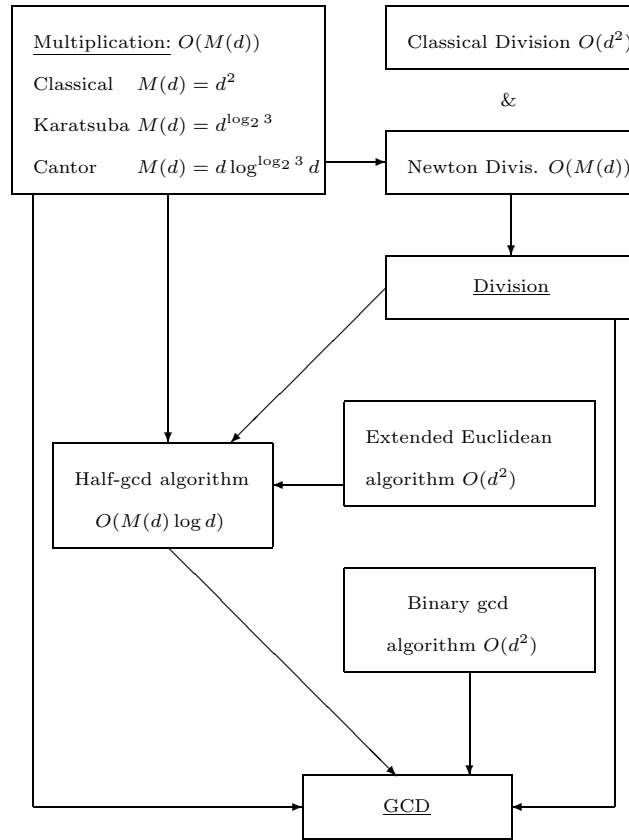 Multiplication: O(M(d))
Classical M(d) = d^2
Karatsuba M(d) = d^{log_2 3}
Cantor M(d) = d log^{log_2 3} d
Classical Division O(d^2)
&
Newton Divis. O(M(d))
Division
Extended Euclidean
algorithm O(d^2)
Half-gcd algorithm
O(M(d) log d)
Binary gcd
algorithm O(d^2)
GCD